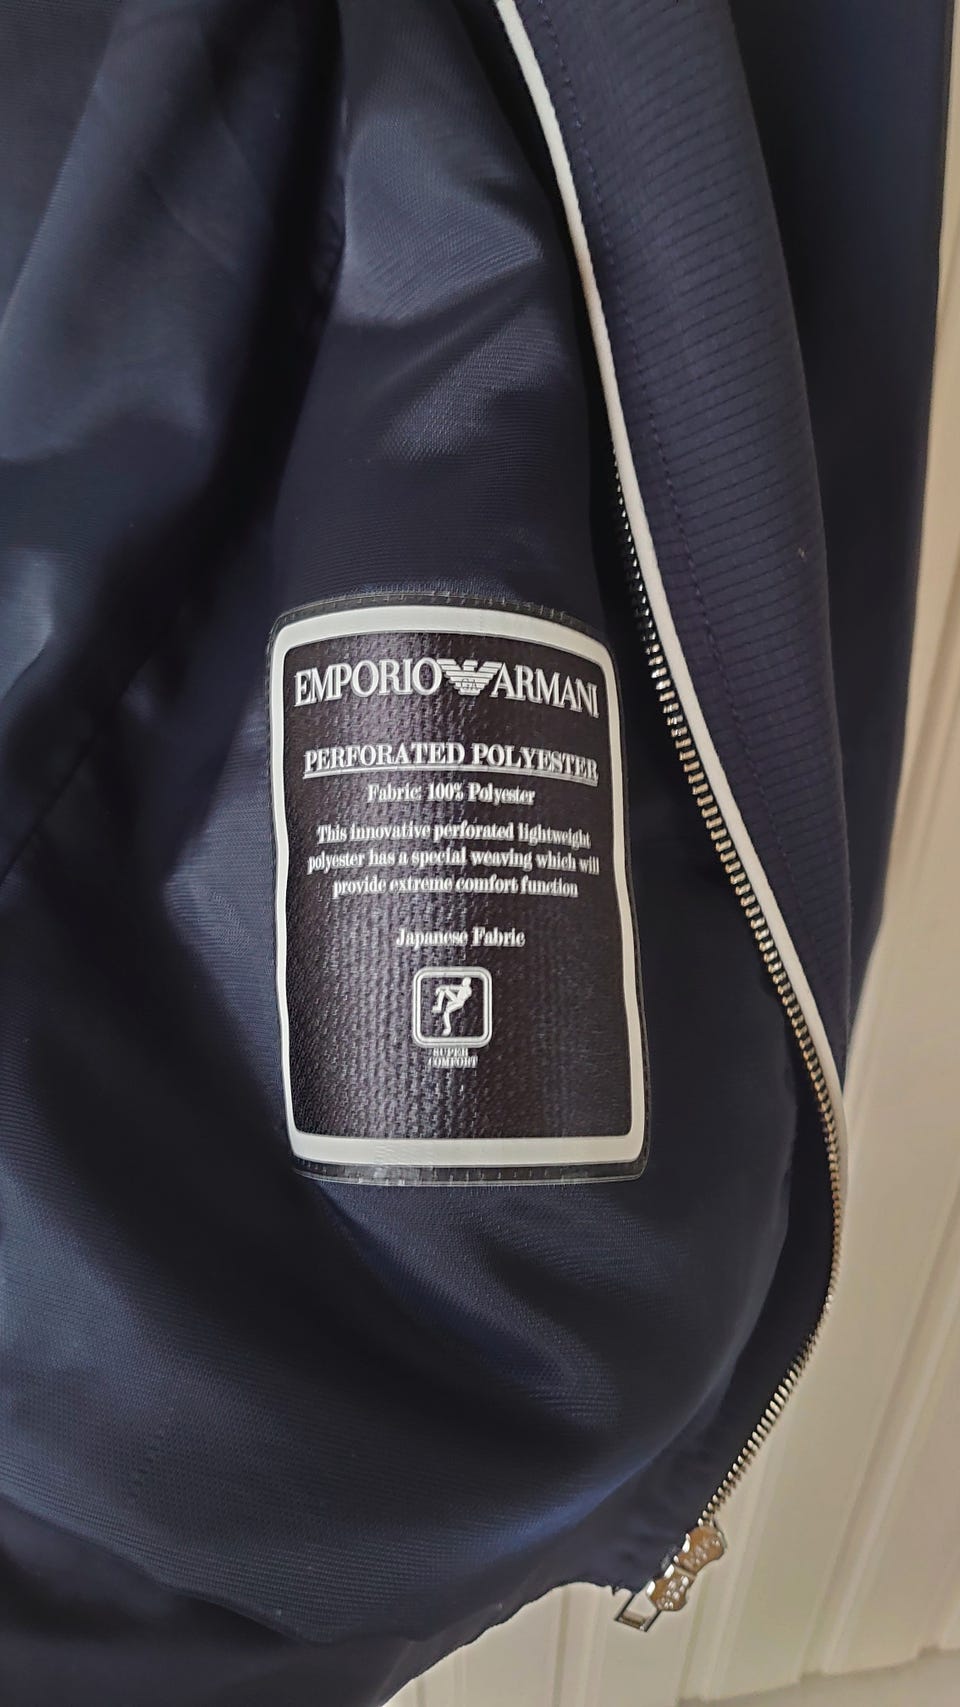 EMPORIO ARMANI
PERFORATED POLYESTER
Fabric: 100% Polyester
This innovative perforated lightweight
polyester has a special weaving which will
provide extreme comfort function
Japanese Fabric
SUPER
COMFORT